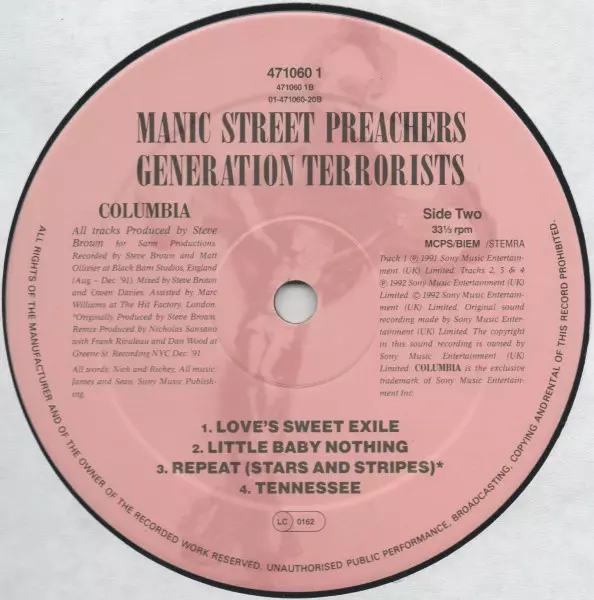 471060 1
471060 1B
01-471060-20B
MANIC STREET PREACHERS
GENERATION TERRORISTS
COLUMBIA
All tracks Produced by Steve
Brown for Sam Productions.
Recorded by Steve Brown and Matt
Ollivier at Black Barn Studios, England
(Aug – Dec '91). Mixed by Steve Brown
and Owen Davies. Assisted by Marc
Williams at The Hit Factory, London.
*Originally Produced by Steve Brown.
Remix Produced by Nicholas Sansano
with Frank Rivaleau and Dan Wood at
Greene St. Recording NYC Dec. '91
All words: Nick and Richey. All music:
James and Sean. Sony Music Publish-
ing.
Side Two
33⅓ rpm
MCPS/BIEM /STEMRA
Track 1 ℗ 1991 Sony Music Entertain-
ment (UK) Limited. Tracks 2, 3 & 4
℗ 1992 Sony Music Entertainment (UK)
Limited. © 1992 Sony Music Entertain-
ment (UK) Limited. Original sound
recording made by Sony Music Enter-
tainment (UK) Limited. The copyright
in this sound recording is owned by
Sony Music Entertainment (UK)
Limited. COLUMBIA is the exclusive
trademark of Sony Music Entertain-
ment Inc.
1. LOVE'S SWEET EXILE
2. LITTLE BABY NOTHING
3. REPEAT (STARS AND STRIPES)*
4. TENNESSEE
LC 0162
ALL RIGHTS OF THE MANUFACTURER AND OF THE OWNER OF THE RECORDED WORK RESERVED. UNAUTHORISED PUBLIC PERFORMANCE, BROADCASTING, COPYING AND RENTAL OF THIS RECORD PROHIBITED.